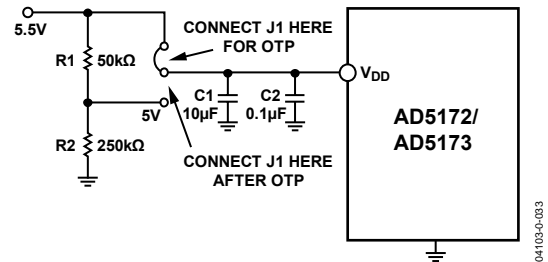 5.5V
CONNECT J1 HERE
FOR OTP
R1 50kΩ
VDD
C1
10µF
C2
0.1µF
5V
AD5172/
AD5173
R2 250kΩ
CONNECT J1 HERE
AFTER OTP
04103-0-033